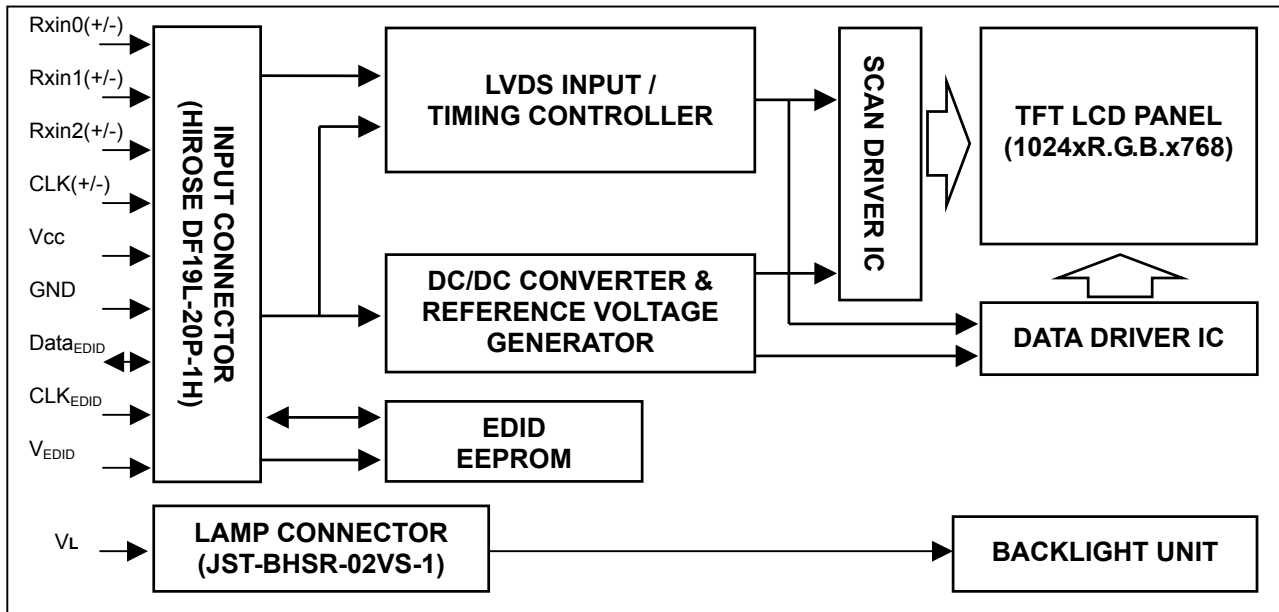 Rxin0(+/-)
Rxin1(+/-)
Rxin2(+/-)
CLK(+/-)
Vcc
GND
DataEDID
CLKEDID
VEDID
VL
INPUT CONNECTOR
(HIROSE DF19L-20P-1H)
LVDS INPUT /
TIMING CONTROLLER
DC/DC CONVERTER &
REFERENCE VOLTAGE
GENERATOR
EDID
EEPROM
LAMP CONNECTOR
(JST-BHSR-02VS-1)
SCAN DRIVER IC
TFT LCD PANEL
(1024xR.G.B.x768)
DATA DRIVER IC
BACKLIGHT UNIT